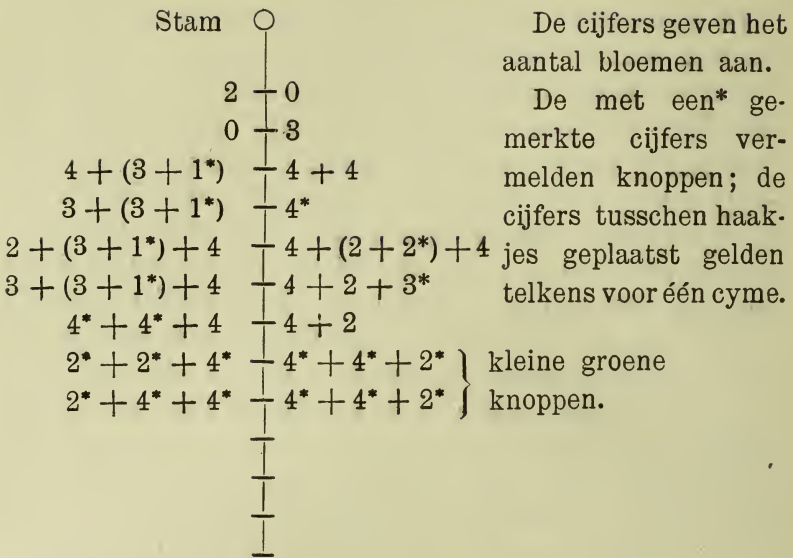 Stam
2 0
0 3
4 + (3 + 1*) 4 + 4
3 + (3 + 1*) 4*
2 + (3 + 1*) + 4 4 + (2 + 2*) + 4
3 + (3 + 1*) + 4 4 + 2 + 3*
4* + 4* + 4 4 + 2
2* + 2* + 4* 4* + 4* + 2*
2* + 4* + 4* 4* + 4* + 2*
kleine groene
knoppen.
De cijfers geven het
aantal bloemen aan.
De met een* ge-
merkte cijfers ver-
melden knoppen; de
cijfers tusschen haak-
jes geplaatst gelden
telkens voor één cyme.